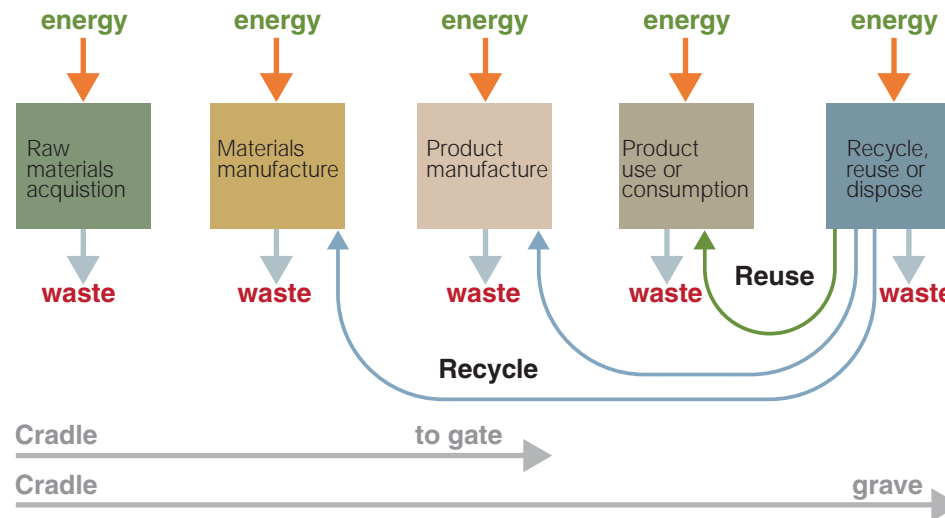 energy energy energy energy energy
Raw
materials
acquistion
Materials
manufacture
Product
manufacture
Product
use or
consumption
Recycle,
reuse or
dispose
waste waste waste waste waste
Reuse
Recycle
Cradle to gate
Cradle grave